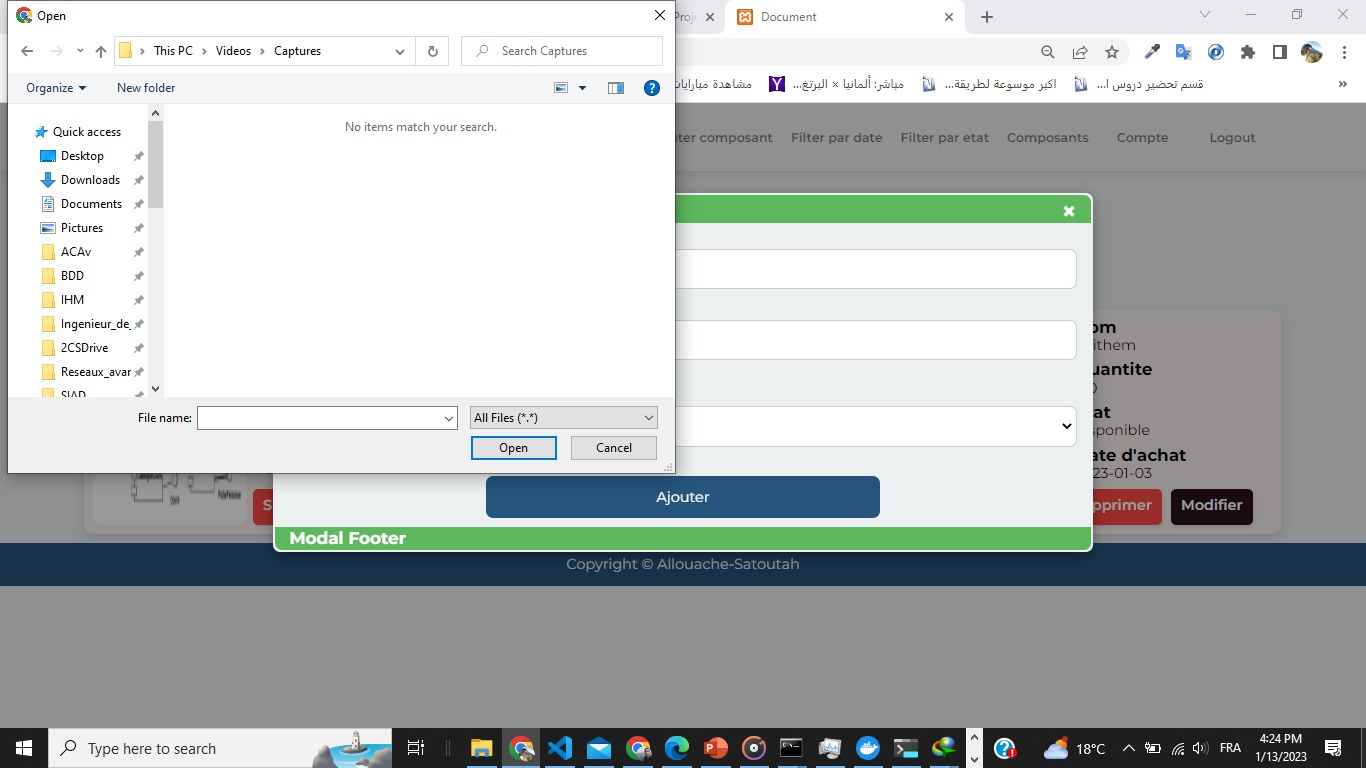 Open
Proj
Document
This PC
Videos
Captures
Search Captures
Organize
New folder
مشاهدة مباريات
مباشر: ألمانيا × البرتغ...
اكبر موسوعة لطريقة...
قسم تحضير دروس ا...
»
Quick access
Desktop
Downloads
Documents
Pictures
ACAv
BDD
IHM
Ingenieur_de_
2CSDrive
Reseaux_avar
SIAD
No items match your search.
File name:
All Files (*.*)
Open
Cancel
ter composant
Filter par date
Filter par etat
Composants
Compte
Logout
om
ithem
uantite
0
at
sponible
ate d'achat
23-01-03
S
pprimer
Modifier
Ajouter
Modal Footer
Copyright © Allouache-Satoutah
Type here to search
18°C
FRA
4:24 PM
1/13/2023